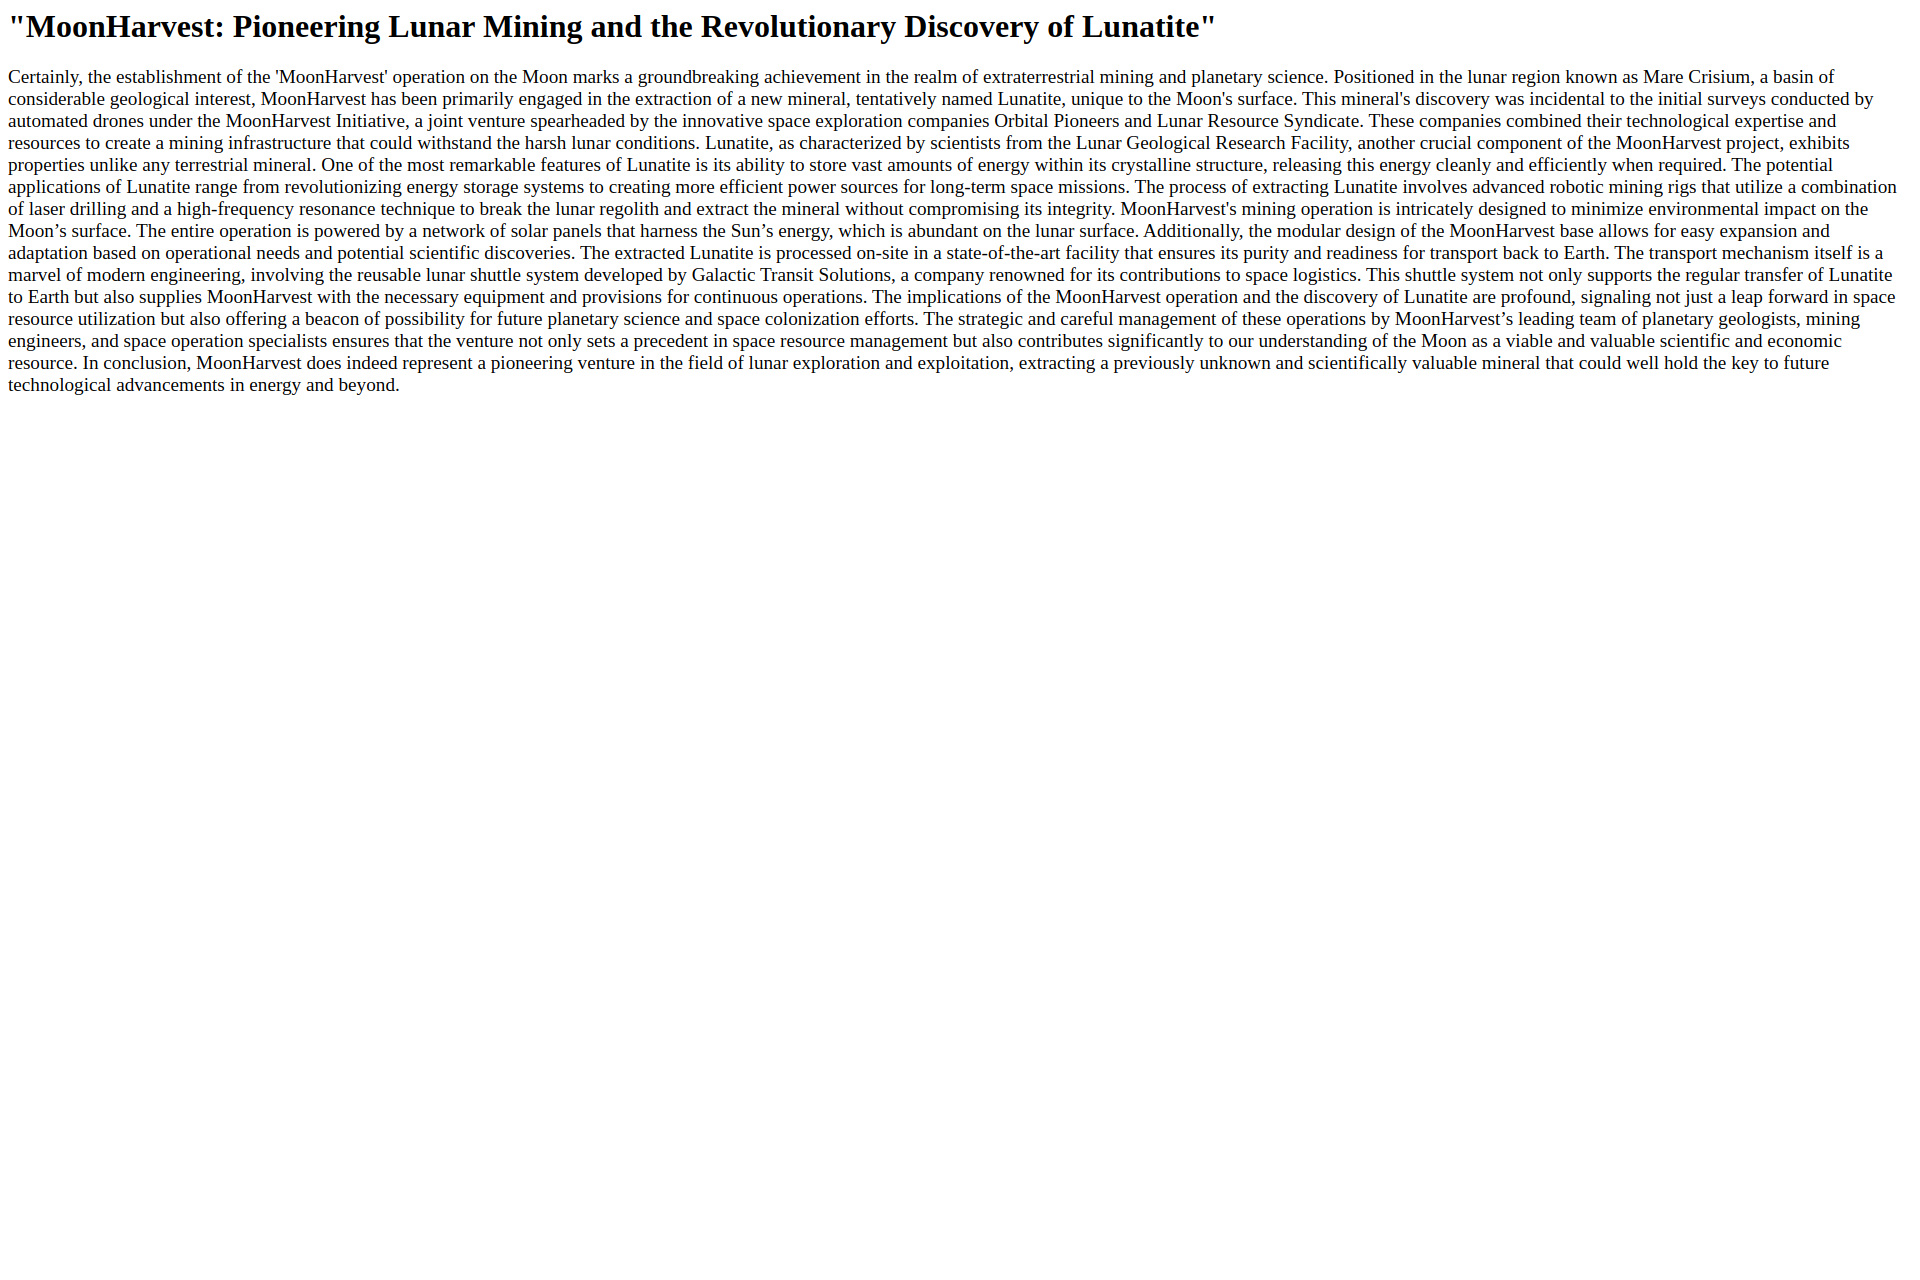 "MoonHarvest: Pioneering Lunar Mining and the Revolutionary Discovery of Lunatite"
Certainly, the establishment of the 'MoonHarvest' operation on the Moon marks a groundbreaking achievement in the realm of extraterrestrial mining and planetary science. Positioned in the lunar region known as Mare Crisium, a basin of
considerable geological interest, MoonHarvest has been primarily engaged in the extraction of a new mineral, tentatively named Lunatite, unique to the Moon's surface. This mineral's discovery was incidental to the initial surveys conducted by
automated drones under the MoonHarvest Initiative, a joint venture spearheaded by the innovative space exploration companies Orbital Pioneers and Lunar Resource Syndicate. These companies combined their technological expertise and
resources to create a mining infrastructure that could withstand the harsh lunar conditions. Lunatite, as characterized by scientists from the Lunar Geological Research Facility, another crucial component of the MoonHarvest project, exhibits
properties unlike any terrestrial mineral. One of the most remarkable features of Lunatite is its ability to store vast amounts of energy within its crystalline structure, releasing this energy cleanly and efficiently when required. The potential
applications of Lunatite range from revolutionizing energy storage systems to creating more efficient power sources for long-term space missions. The process of extracting Lunatite involves advanced robotic mining rigs that utilize a combination
of laser drilling and a high-frequency resonance technique to break the lunar regolith and extract the mineral without compromising its integrity. MoonHarvest's mining operation is intricately designed to minimize environmental impact on the
Moon’s surface. The entire operation is powered by a network of solar panels that harness the Sun’s energy, which is abundant on the lunar surface. Additionally, the modular design of the MoonHarvest base allows for easy expansion and
adaptation based on operational needs and potential scientific discoveries. The extracted Lunatite is processed on-site in a state-of-the-art facility that ensures its purity and readiness for transport back to Earth. The transport mechanism itself is a
marvel of modern engineering, involving the reusable lunar shuttle system developed by Galactic Transit Solutions, a company renowned for its contributions to space logistics. This shuttle system not only supports the regular transfer of Lunatite
to Earth but also supplies MoonHarvest with the necessary equipment and provisions for continuous operations. The implications of the MoonHarvest operation and the discovery of Lunatite are profound, signaling not just a leap forward in space
resource utilization but also offering a beacon of possibility for future planetary science and space colonization efforts. The strategic and careful management of these operations by MoonHarvest’s leading team of planetary geologists, mining
engineers, and space operation specialists ensures that the venture not only sets a precedent in space resource management but also contributes significantly to our understanding of the Moon as a viable and valuable scientific and economic
resource. In conclusion, MoonHarvest does indeed represent a pioneering venture in the field of lunar exploration and exploitation, extracting a previously unknown and scientifically valuable mineral that could well hold the key to future
technological advancements in energy and beyond.